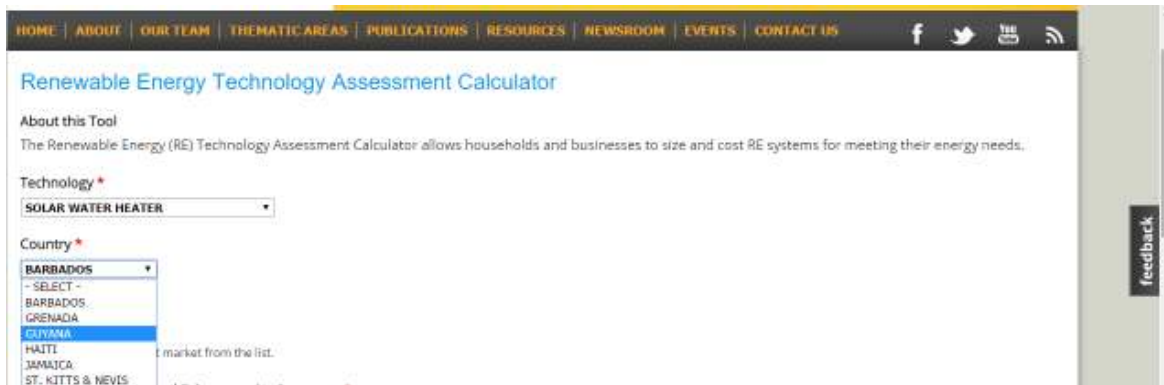 HOME | ABOUT | OUR TEAM | THEMATIC AREAS | PUBLICATIONS | RESOURCES | NEWSROOM | EVENTS | CONTACT US
Renewable Energy Technology Assessment Calculator
About this Tool
The Renewable Energy (RE) Technology Assessment Calculator allows households and businesses to size and cost RE systems for meeting their energy needs.
Technology *
SOLAR WATER HEATER
Country *
BARBADOS
- SELECT -
BARBADOS
GRENADA
GUYANA
HAITI
t market from the list.
JAMAICA
ST. KITTS & NEVIS
feedback